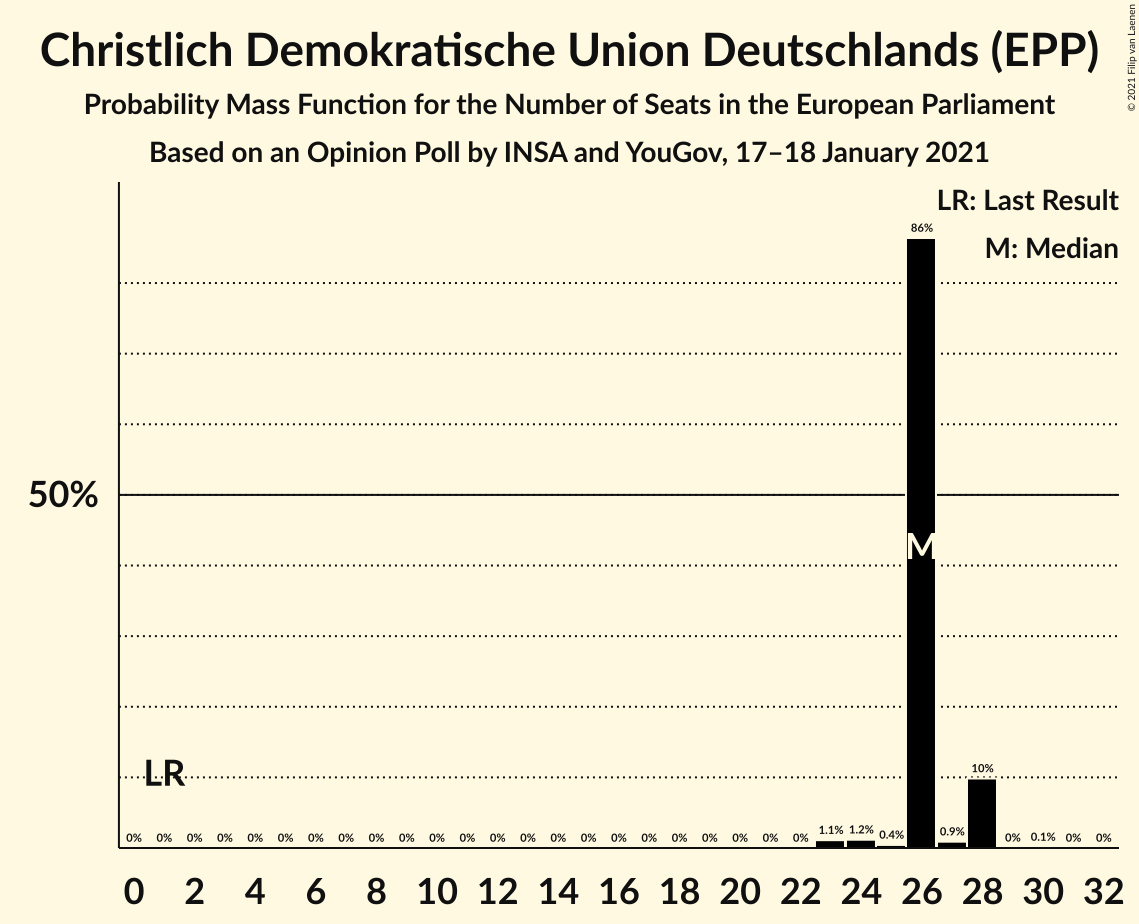 Christlich Demokratische Union Deutschlands (EPP)
Probability Mass Function for the Number of Seats in the European Parliament
Based on an Opinion Poll by INSA and YouGov, 17–18 January 2021
© 2021 Filip van Laenen
LR: Last Result
M: Median
86%
50%
M
LR
10%
0% 0% 0% 0% 0% 0% 0% 0% 0% 0% 0% 0% 0% 0% 0% 0% 0% 0% 0% 0% 0% 0% 0% 1.1% 1.2% 0.4% 0.9% 0% 0.1% 0% 0%
0 2 4 6 8 10 12 14 16 18 20 22 24 26 28 30 32